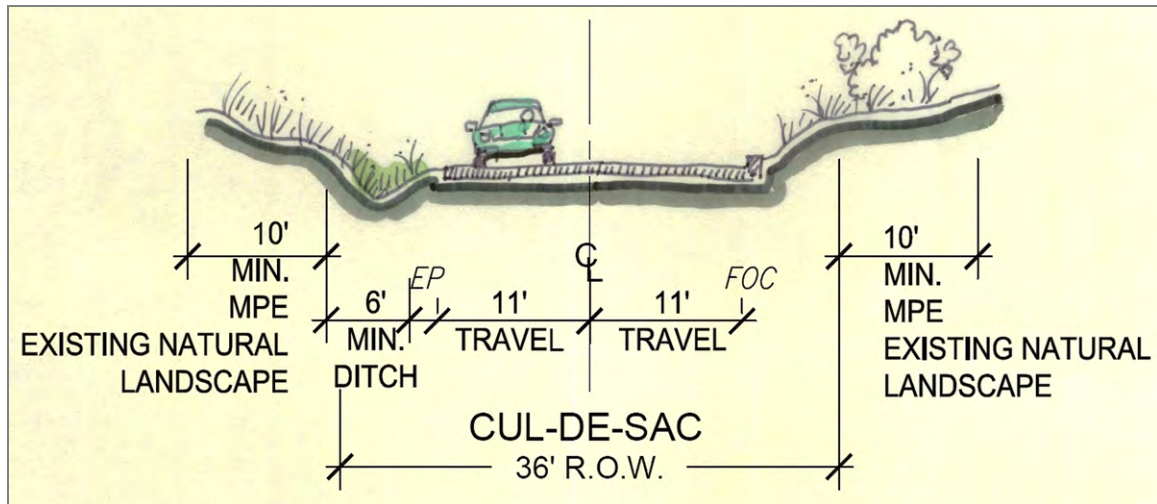 10'
MIN.
MPE
EXISTING NATURAL
LANDSCAPE
6'
MIN.
DITCH
EP
11'
TRAVEL
CL
11'
TRAVEL
FOC
10'
MIN.
MPE
EXISTING NATURAL
LANDSCAPE
CUL-DE-SAC
36' R.O.W.